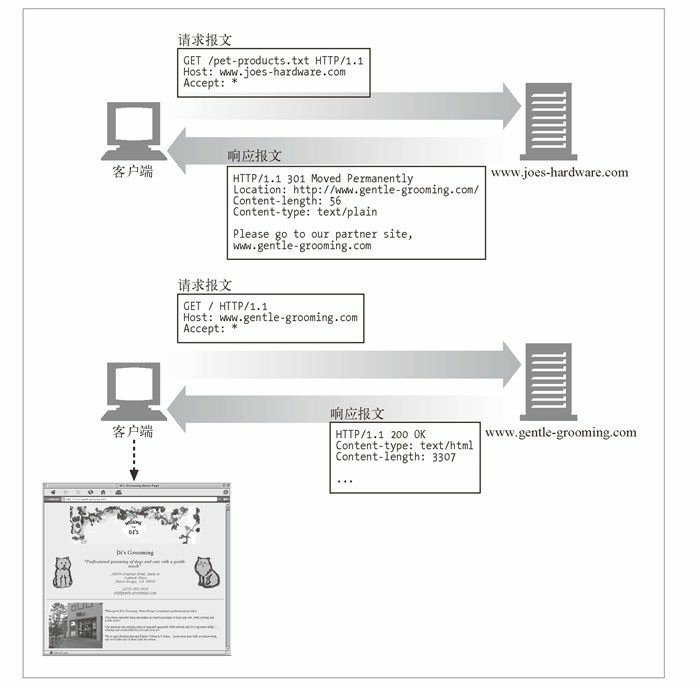 请求报文
GET /pet-products.txt HTTP/1.1
Host: www.joes-hardware.com
Accept: *
客户端
www.joes-hardware.com
响应报文
HTTP/1.1 301 Moved Permanently
Location: http://www.gentle-grooming.com/
Content-length: 56
Content-type: text/plain
Please go to our partner site,
www.gentle-grooming.com
请求报文
GET / HTTP/1.1
Host: www.gentle-grooming.com
Accept: *
客户端
www.gentle-grooming.com
响应报文
HTTP/1.1 200 OK
Content-type: text/html
Content-length: 3307
...
Di's Grooming Home Page
DI'S
Di's Grooming
"Professional grooming of dogs and cats with a gentle
touch"